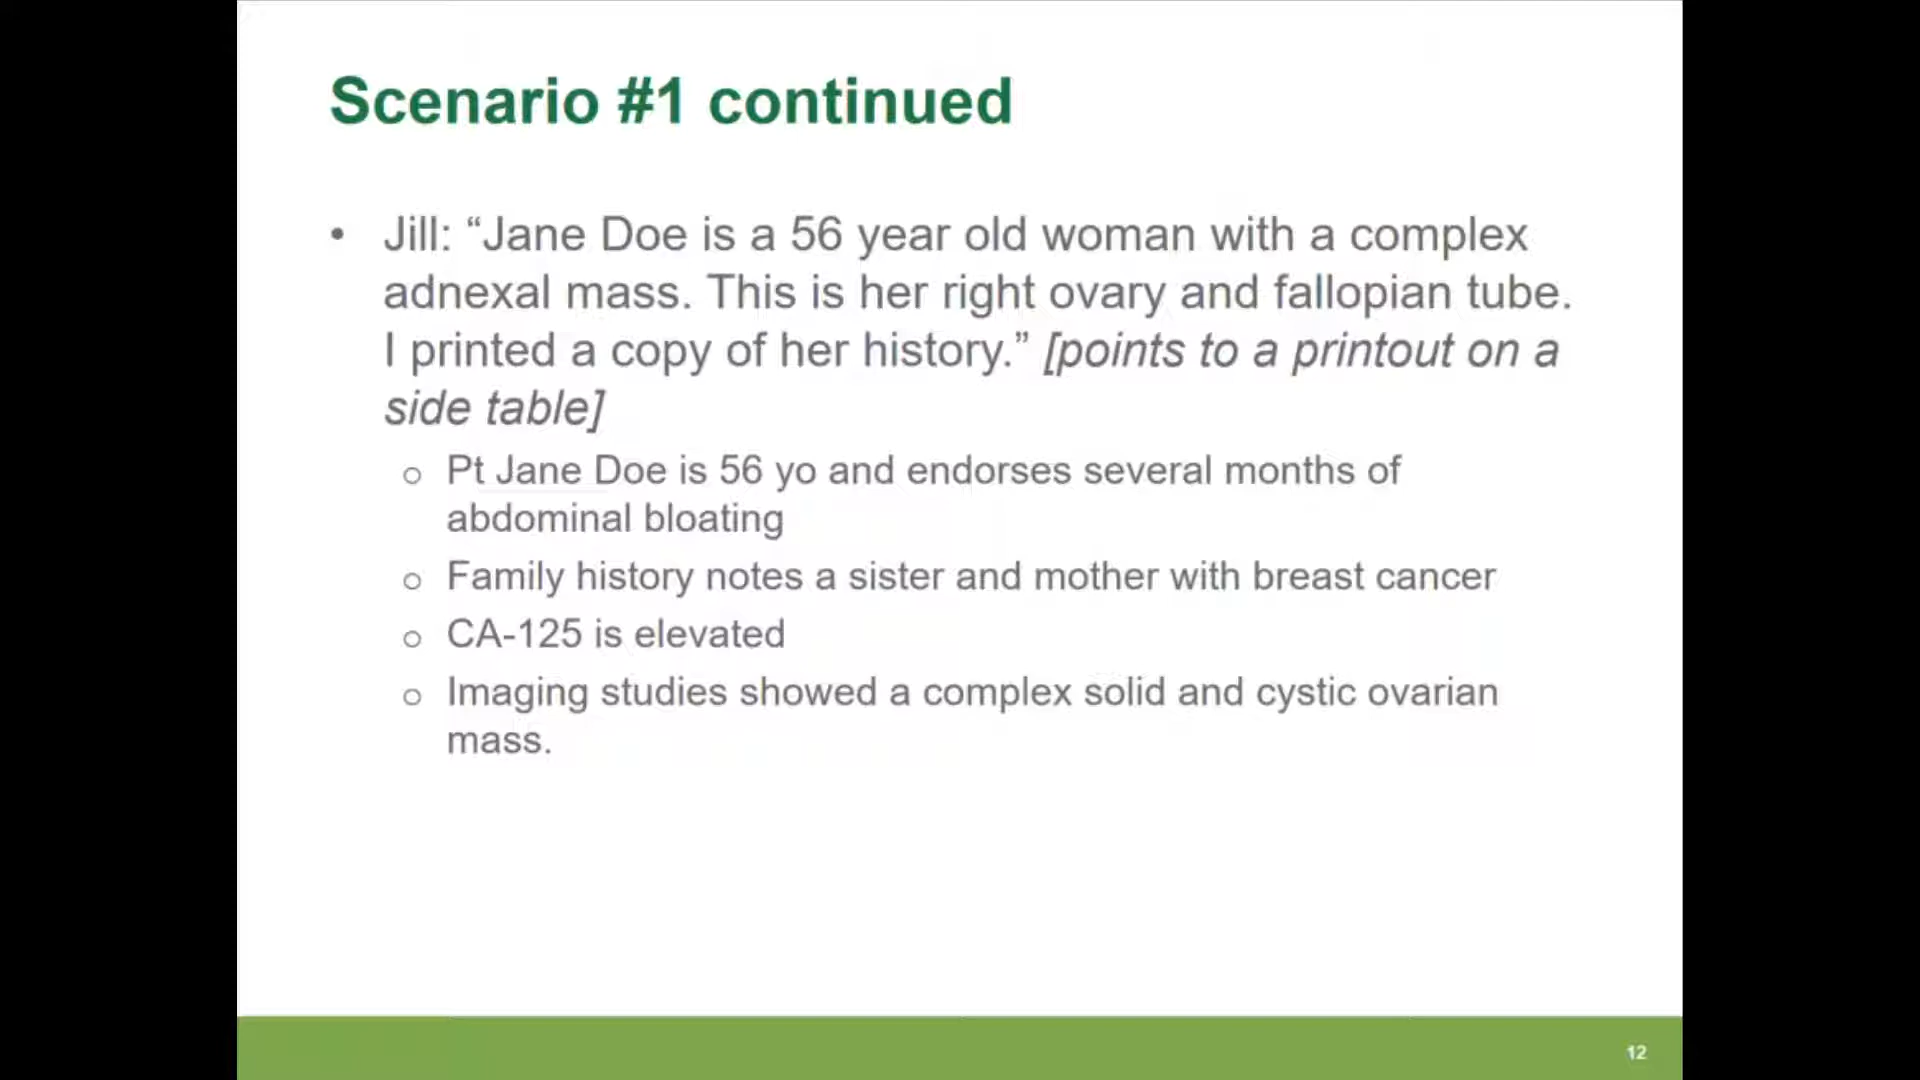 Scenario #1 continued
• Jill: “Jane Doe is a 56 year old woman with a complex
adnexal mass. This is her right ovary and fallopian tube.
I printed a copy of her history.” [points to a printout on a
side table]
o Pt Jane Doe is 56 yo and endorses several months of
abdominal bloating
o Family history notes a sister and mother with breast cancer
o CA-125 is elevated
o Imaging studies showed a complex solid and cystic ovarian
mass.
12